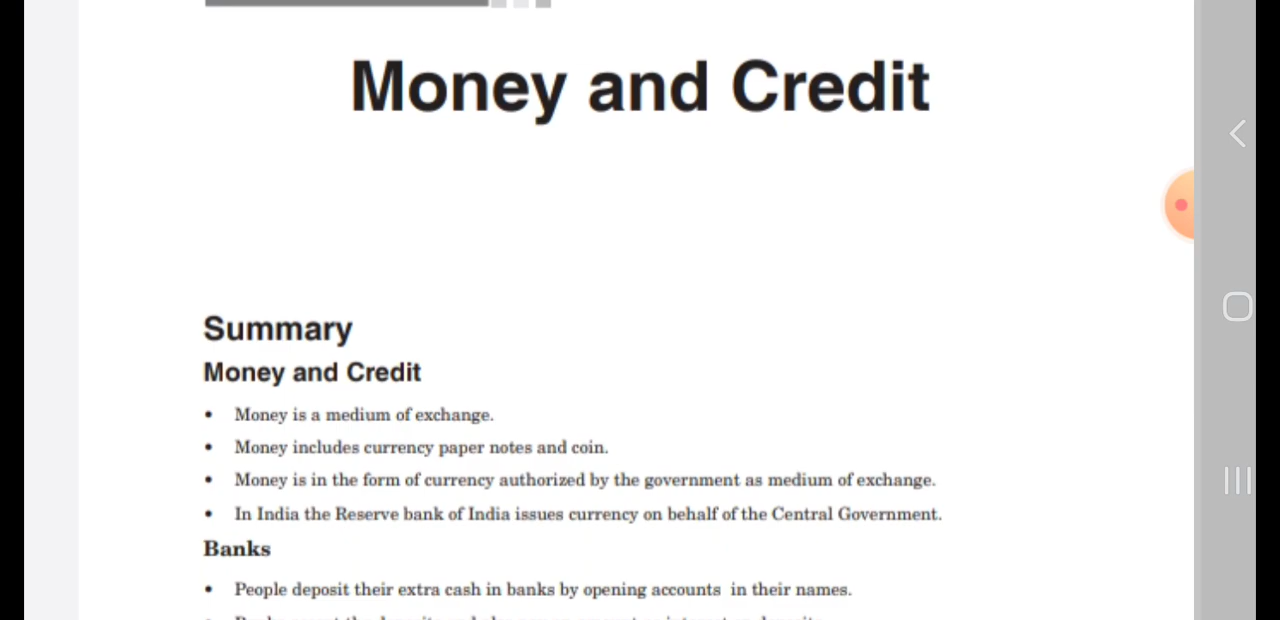 Money and Credit
Summary
Money and Credit
• Money is a medium of exchange.
• Money includes currency paper notes and coin.
• Money is in the form of currency authorized by the government as medium of exchange.
• In India the Reserve bank of India issues currency on behalf of the Central Government.
Banks
• People deposit their extra cash in banks by opening accounts in their names.